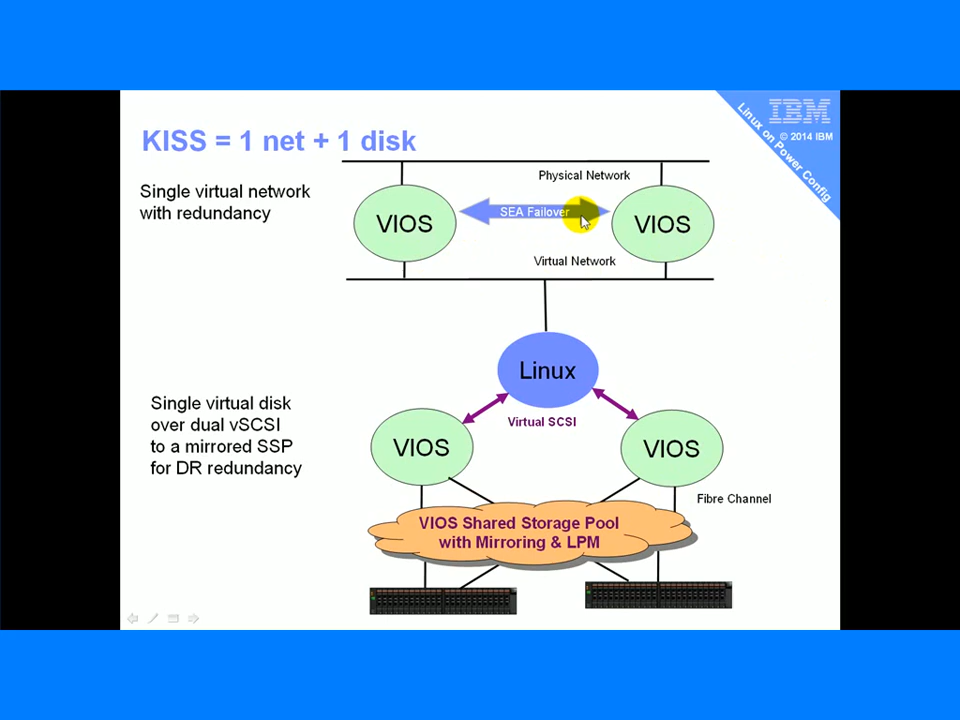 KISS = 1 net + 1 disk
IBM
© 2014 IBM
Linux on Power Config
Single virtual network
with redundancy
Physical Network
VIOS
SEA Failover
VIOS
Virtual Network
Linux
Single virtual disk
over dual vSCSI
to a mirrored SSP
for DR redundancy
Virtual SCSI
VIOS
VIOS
Fibre Channel
VIOS Shared Storage Pool
with Mirroring & LPM